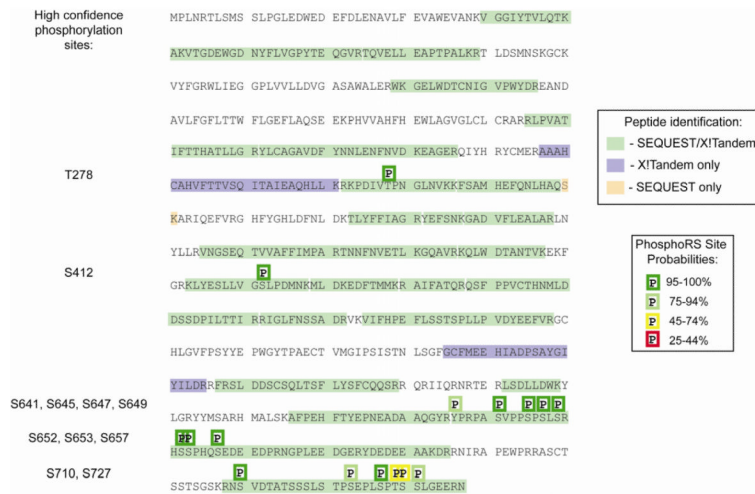 High confidence
phosphorylation
sites:
MPLNRTLSMS SLPGLEDWED EFDLENAVLF EVAWEVANKV GGIYTVLQTK
AKVTGDEWGD NYFLVGPYTE QGVRTQVELL EAPTPALKRT LDSMNSKGCK
VYFGRWLIEG GPLVVLLDVG ASAWALERWK GELWDTCNIG VPWYDREAND
AVLFGFLTTW FLGEFLAQSE EKPHVVAHFH EWLAGVGLCL CRARRLPVAT
IFTTHATLLG RYLCAGAVDF YNNLENFNVD KEAGERQIYH RYCMERAAAH
T278
P
CAHVFTTVSQ ITAIEAQHLL KRKPDIVTPN GLNVKKFSAM HEFQNLHAQS
KARIQEFVRG HFYGHLDFNL DKTLYFFIAG RYEFSNKGAD VFLEALARLN
YLLRVNGSEQ TVVAFFIMPA RTNNFNVETL KGQAVRKQLW DTANTVKEKF
S412
P
GRKLYESLLV GSLPDMNKML DKEDFTMMKR AIFATQRQSF PPVCTHNMLD
DSSDPILTTI RRIGLFNSSA DRVKVIFHPE FLSSTSPLLP VDYEEFVRGC
HLGVFPSYYE PWGYTPAECT VMGIPSISTN LSGFGCFMEE HIADPSAYGI
YILDRRFRSL DDSCSQLTSF LYSFCQQSRR QRIIQRNRTE RLSDLLDWKY
S641, S645, S647, S649
P P P P P
LGRYYMSARH MALSKAFPEH FTYEPNEADA AQGYRYPRPA SVPPSPSLSR
S652, S653, S657
P P P
HSSPHQSEDE EDPRNGPLEE DGERYDEDEE AAKDRRNIRA PEWPRRASCT
S710, S727
P P P P P P
SSTSGSKRNS VDTATSSSLS TPSEPLSPTS SLGEERN
Peptide identification:
- SEQUEST/X!Tandem
- X!Tandem only
- SEQUEST only
PhosphoRS Site
Probabilities:
P 95-100%
P 75-94%
P 45-74%
P 25-44%